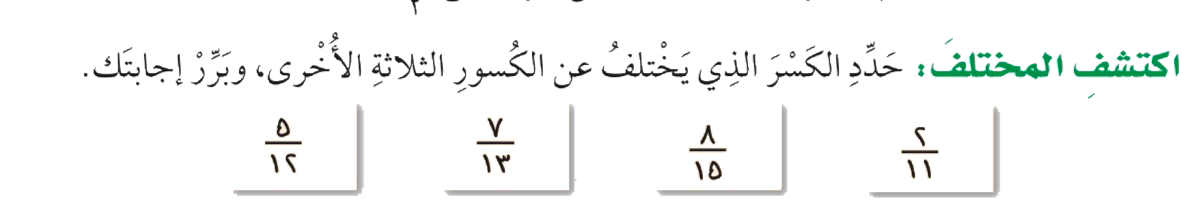 اكتشفِ المختلفَ: حَدِّدِ الكَسْرَ الذِي يَخْتلفُ عن الكُسورِ الثلاثةِ الأُخْرى، وبَرِّرْ إجابتَك.
٢/١١ ٨/١٥ ٧/١٣ ٥/١٢